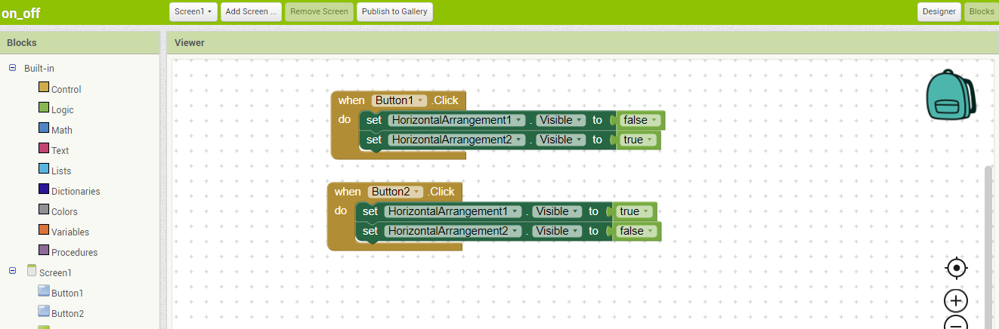 on_off
Screen1 Add Screen ... Remove Screen Publish to Gallery Designer Blocks
Blocks
Viewer
Built-in
Control
Logic
Math
Text
Lists
Dictionaries
Colors
Variables
Procedures
Screen1
Button1
Button2
when Button1 .Click
do set HorizontalArrangement1 . Visible to false
set HorizontalArrangement2 . Visible to true
when Button2 .Click
do set HorizontalArrangement1 . Visible to true
set HorizontalArrangement2 . Visible to false